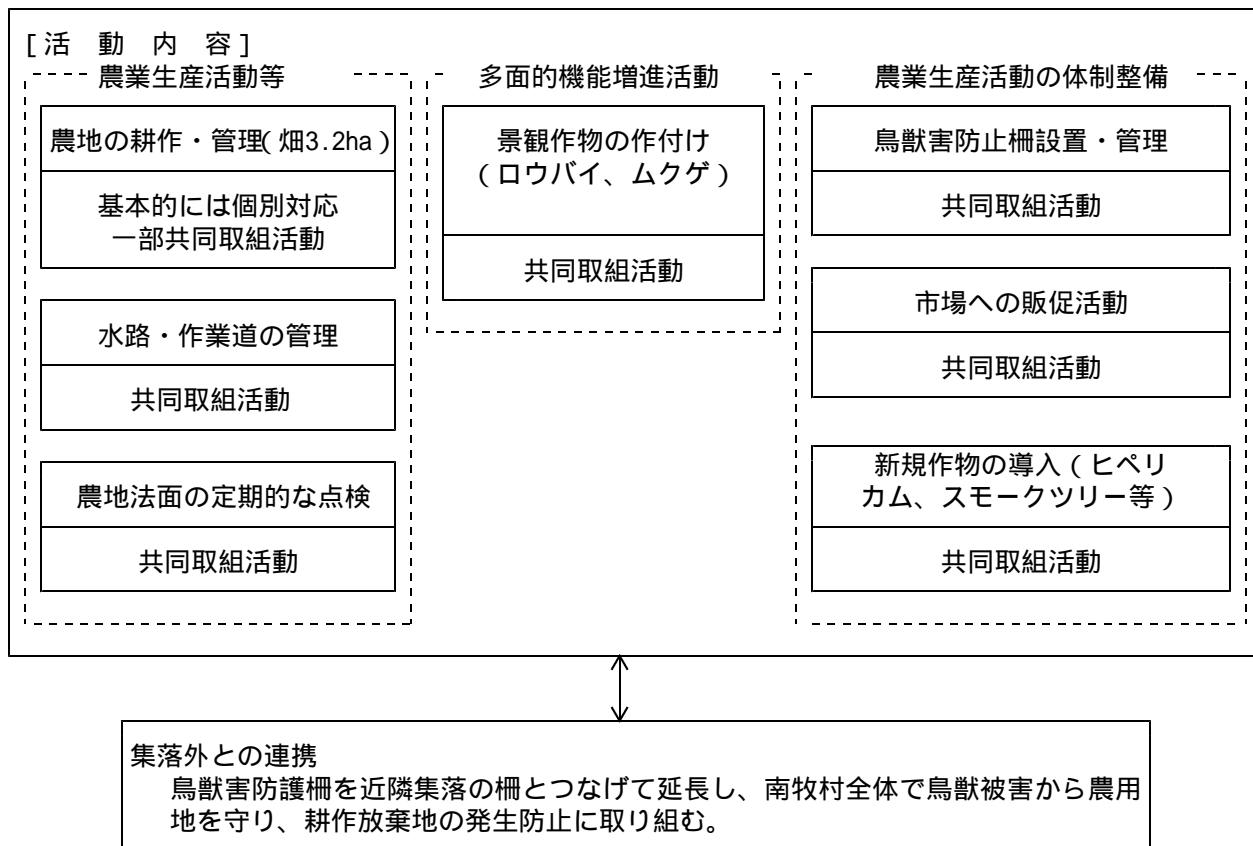 [活　動　内　容]
農業生産活動等
農地の耕作・管理(畑3.2ha)
基本的には個別対応
一部共同取組活動
水路・作業道の管理
共同取組活動
農地法面の定期的な点検
共同取組活動
多面的機能増進活動
景観作物の作付け
(ロウバイ、ムクゲ)
共同取組活動
農業生産活動の体制整備
鳥獣害防止柵設置・管理
共同取組活動
市場への販促活動
共同取組活動
新規作物の導入(ヒペリ
カム、スモークツリー等)
共同取組活動
集落外との連携
鳥獣害防護柵を近隣集落の柵とつなげて延長し、南牧村全体で鳥獣被害から農用
地を守り、耕作放棄地の発生防止に取り組む。